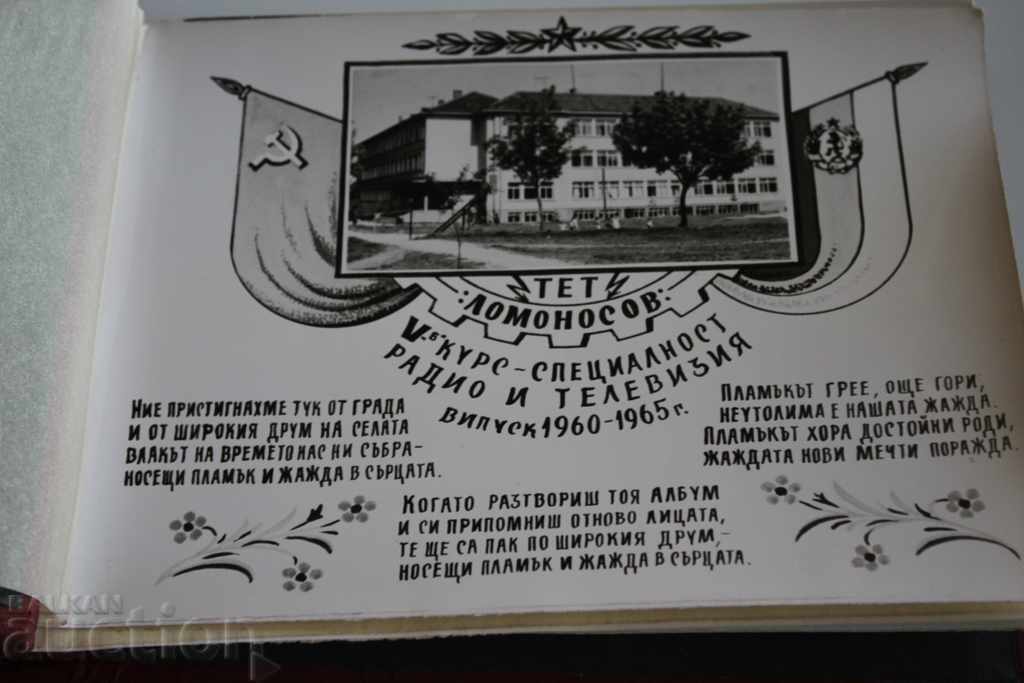 ТЕТ
"ЛОМОНОСОВ"
V"б" КУРС - СПЕЦИАЛНОСТ
РАДИО И ТЕЛЕВИЗИЯ
ВИПУСК 1960-1965 г.
НИЕ ПРИСТИГНАХМЕ ТУК ОТ ГРАДА
И ОТ ШИРОКИЯ ДРУМ НА СЕЛАТА
ВЛАКЪТ НА ВРЕМЕТО НАС НИ СЪБРА-
НОСЕЩИ ПЛАМЪК И ЖАЖДА В СЪРЦАТА.
КОГАТО РАЗТВОРИШ ТОЯ АЛБУМ
И СИ ПРИПОМНИШ ОТНОВО ЛИЦАТА,
ТЕ ЩЕ СА ПАК ПО ШИРОКИЯ ДРУМ,-
НОСЕЩИ ПЛАМЪК И ЖАЖДА В СЪРЦАТА.
ПЛАМЪКЪТ ГРЕЕ, ОЩЕ ГОРИ,
НЕУТОЛИМА Е НАШАТА ЖАЖДА.
ПЛАМЪКЪТ ХОРА ДОСТОЙНИ РОДИ,
ЖАЖДАТА НОВИ МЕЧТИ ПОРАЖДА.
BALKAN
auction